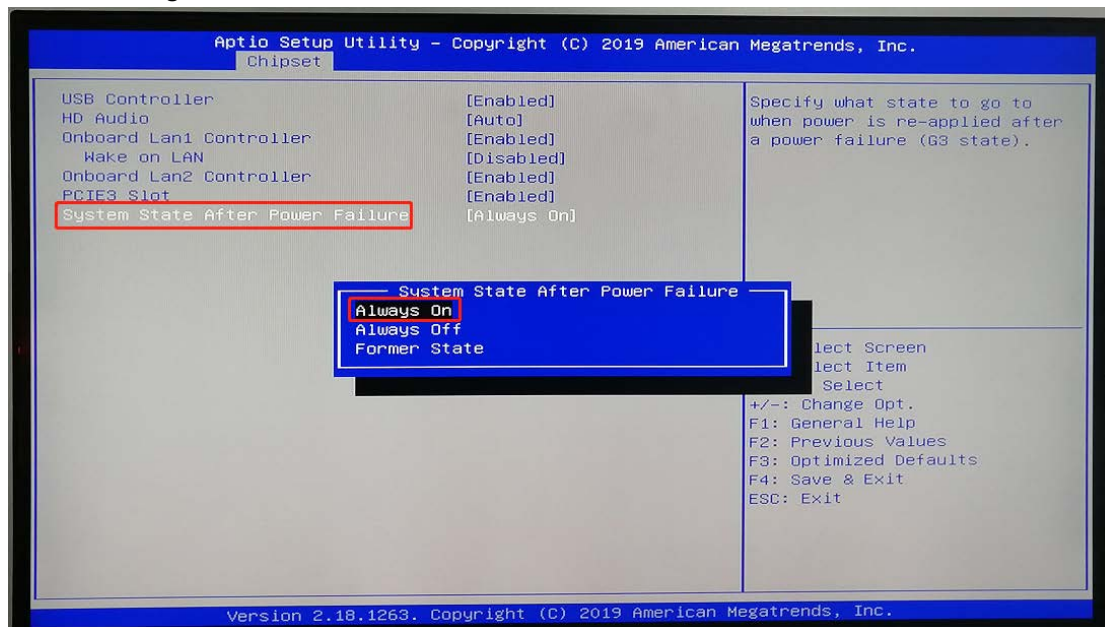 Aptio Setup Utility – Copyright (C) 2019 American Megatrends, Inc.
Chipset
USB Controller [Enabled]
HD Audio [Auto]
Onboard Lan1 Controller [Enabled]
Wake on LAN [Disabled]
Onboard Lan2 Controller [Enabled]
PCIE3 Slot [Enabled]
System State After Power Failure [Always On]
Specify what state to go to
when power is re-applied after
a power failure (G3 state).
System State After Power Failure
Always On
Always Off
Former State
lect Screen
lect Item
Select
+/-: Change Opt.
F1: General Help
F2: Previous Values
F3: Optimized Defaults
F4: Save & Exit
ESC: Exit
Version 2.18.1263. Copyright (C) 2019 American Megatrends, Inc.